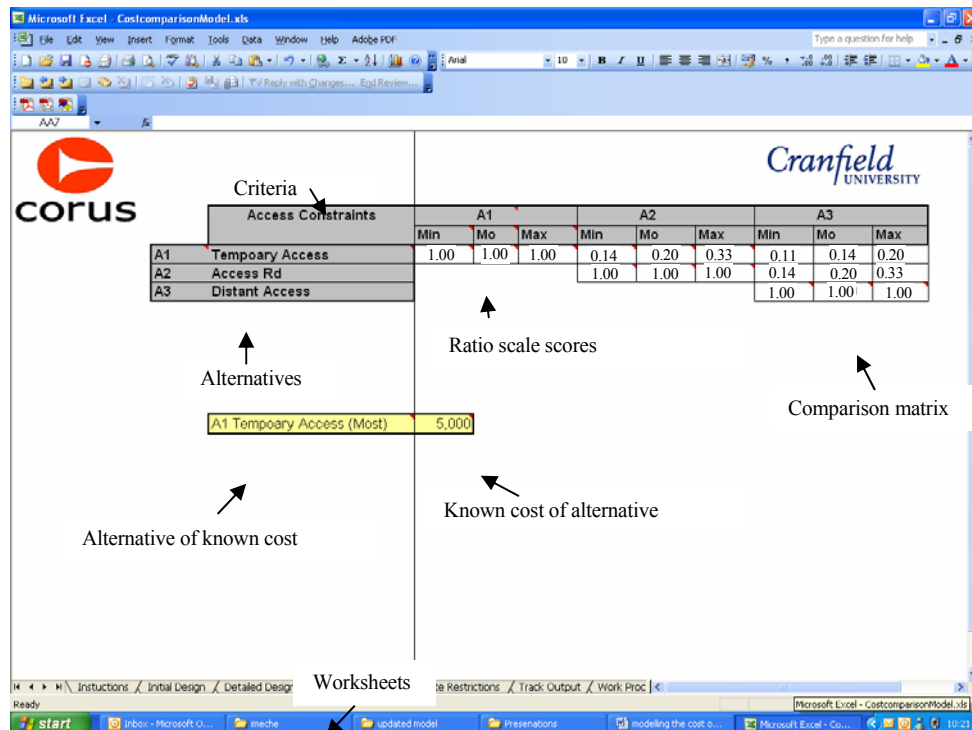 Microsoft Excel - CostcomparisonModel.xls
File Edit View Insert Format Tools Data Window Help Adobe PDF
Type a question for help
Arial 10 B I U
Reply with Changes... End Review...
AA7 fx
corus
Cranfield
UNIVERSITY
Criteria
Access Constraints A1 A2 A3
Min Mo Max Min Mo Max Min Mo Max
A1 Tempoary Access 1.00 1.00 1.00 0.14 0.20 0.33 0.11 0.14 0.20
A2 Access Rd 1.00 1.00 1.00 0.14 0.20 0.33
A3 Distant Access 1.00 1.00 1.00
Ratio scale scores
Alternatives
Comparison matrix
A1 Tempoary Access (Most) 5,000
Known cost of alternative
Alternative of known cost
Worksheets
Instuctions / Initial Design / Detailed Desig te Restrictions / Track Output / Work Proc
Ready
Microsoft Excel - CostcomparisonModel.xls
start Inbox - Microsoft O... imeche updated model Presenations modeling the cost o... Microsoft Excel - Co... 10:21